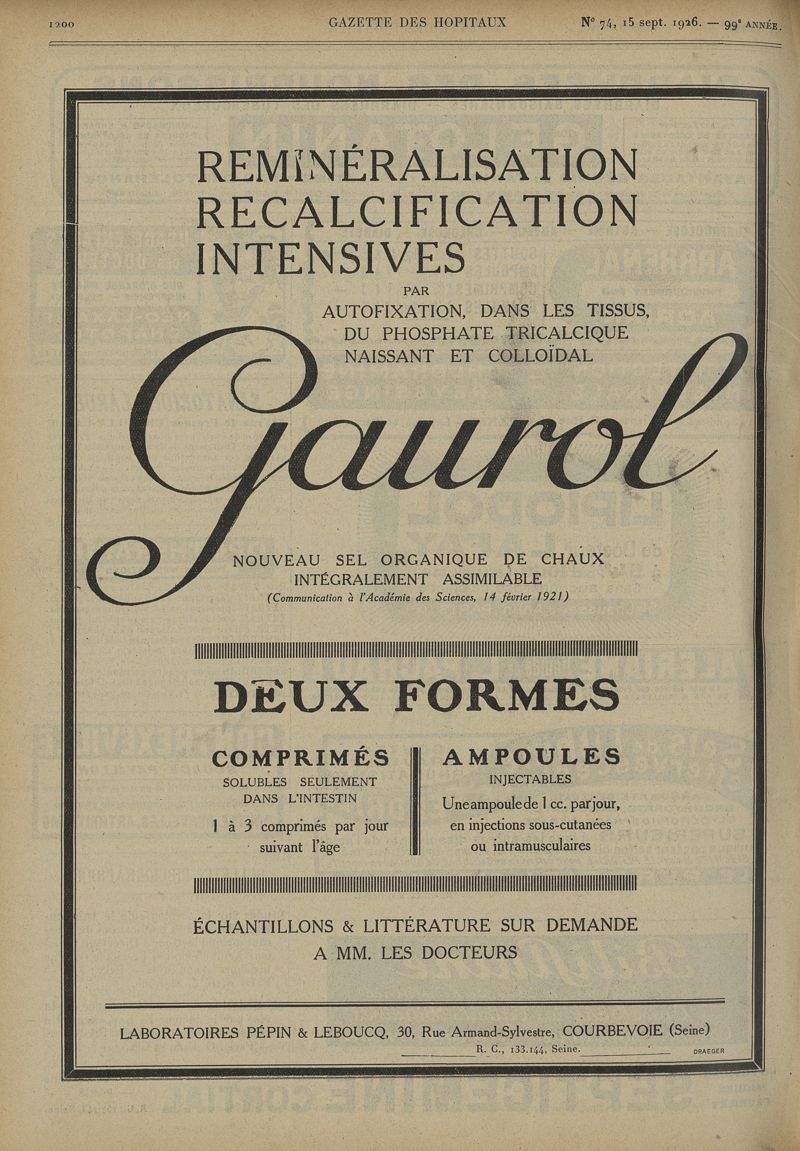 1200 GAZETTE DES HOPITAUX Nº 74, 15 sept. 1926. — 99e ANNÉE.
REMINÉRALISATION
RECALCIFICATION
INTENSIVES
PAR
AUTOFIXATION, DANS LES TISSUS,
DU PHOSPHATE TRICALCIQUE
NAISSANT ET COLLOÏDAL
Gaurol
NOUVEAU SEL ORGANIQUE DE CHAUX
INTÉGRALEMENT ASSIMILABLE
(Communication à l'Académie des Sciences, 14 février 1921)
DEUX FORMES
COMPRIMÉS
SOLUBLES SEULEMENT
DANS L'INTESTIN
1 à 3 comprimés par jour
suivant l'âge
AMPOULES
INJECTABLES
Une ampoule de 1 cc. par jour,
en injections sous-cutanées
ou intramusculaires
ÉCHANTILLONS & LITTÉRATURE SUR DEMANDE
A MM. LES DOCTEURS
LABORATOIRES PÉPIN & LEBOUCQ, 30, Rue Armand-Sylvestre, COURBEVOIE (Seine)
R. C., 133.144, Seine.
DRAEGER